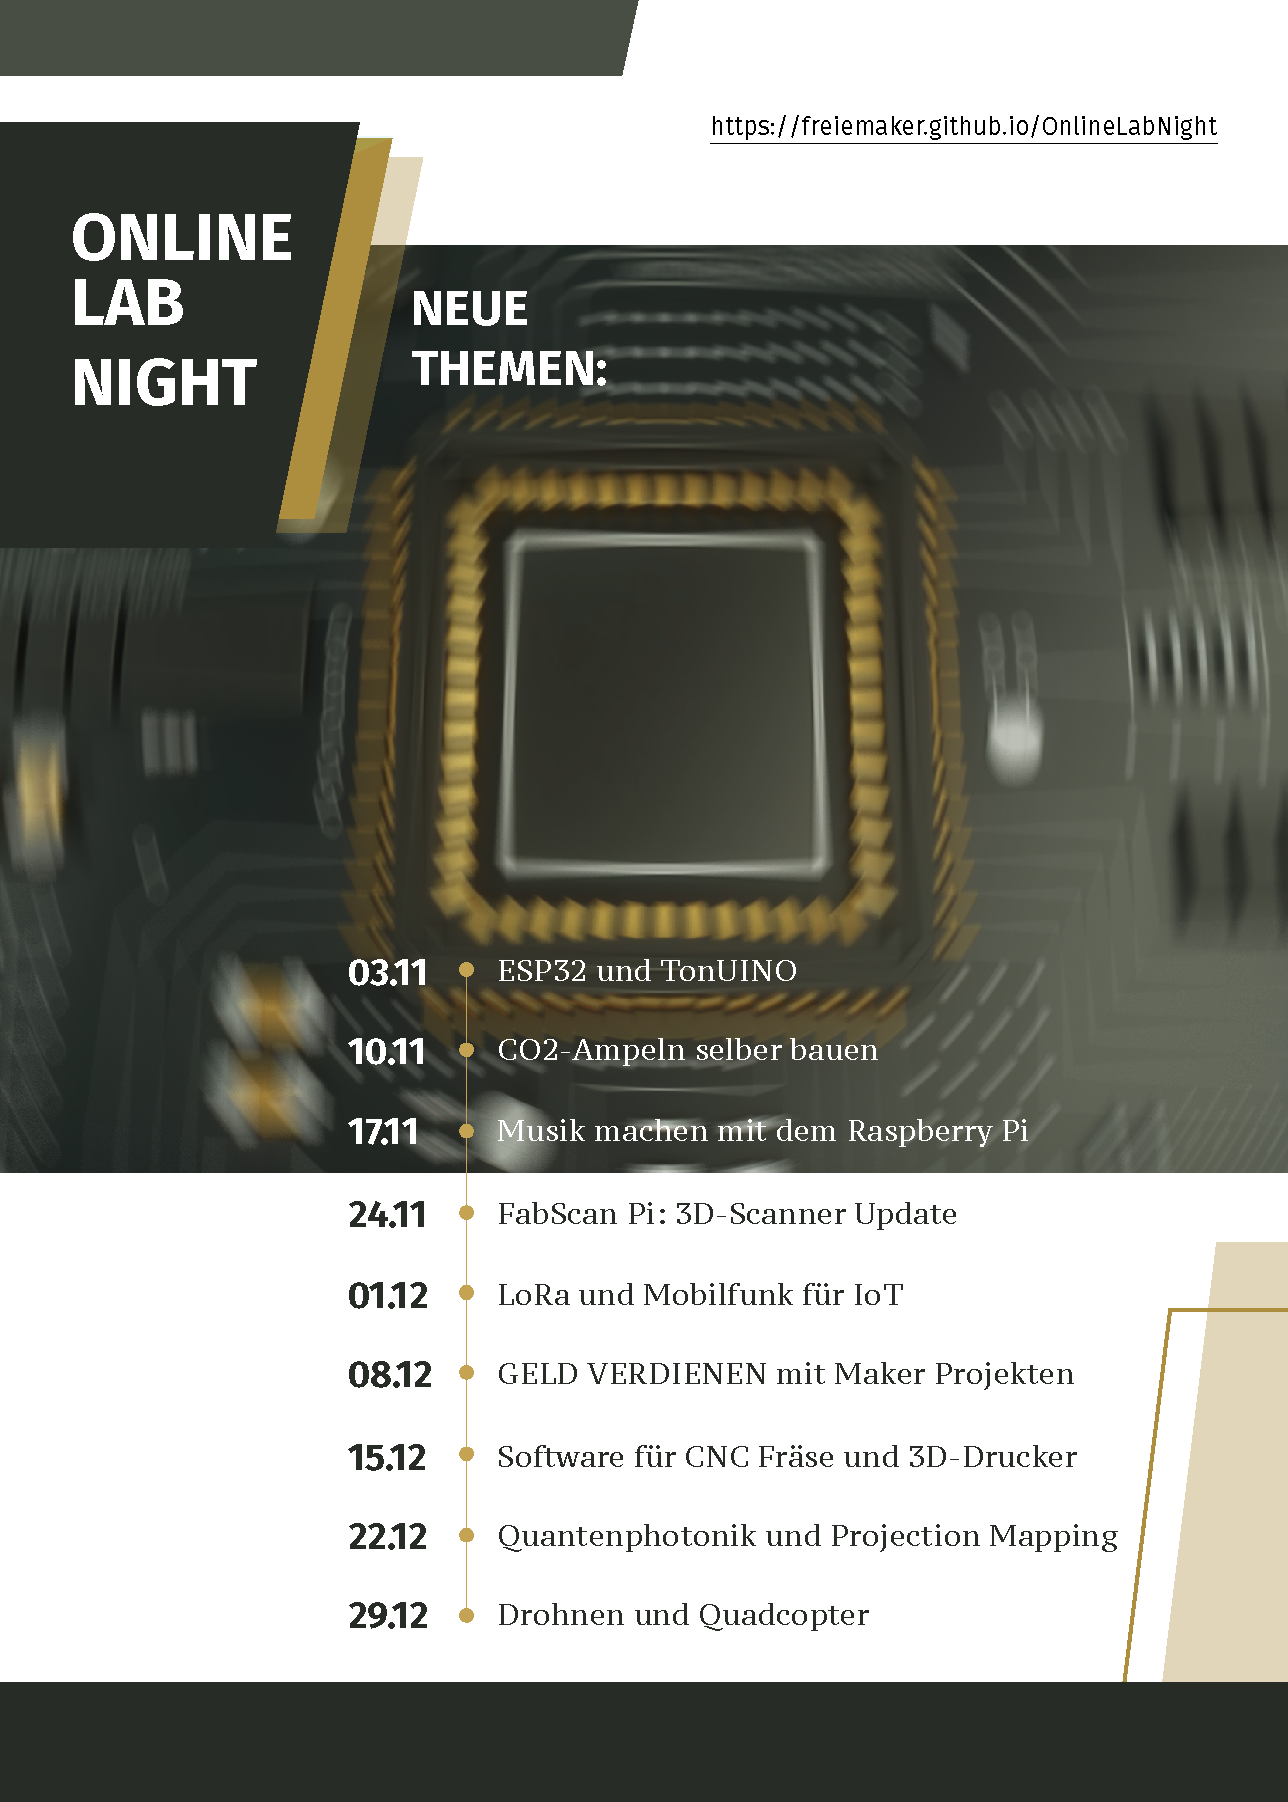 https://freiemaker.github.io/OnlineLabNight
ONLINE
LAB
NIGHT
NEUE
THEMEN:
03.11 ESP32 und TonUINO
10.11 CO2-Ampeln selber bauen
17.11 Musik machen mit dem Raspberry Pi
24.11 FabScan Pi: 3D-Scanner Update
01.12 LoRa und Mobilfunk für IoT
08.12 GELD VERDIENEN mit Maker Projekten
15.12 Software für CNC Fräse und 3D-Drucker
22.12 Quantenphotonik und Projection Mapping
29.12 Drohnen und Quadcopter